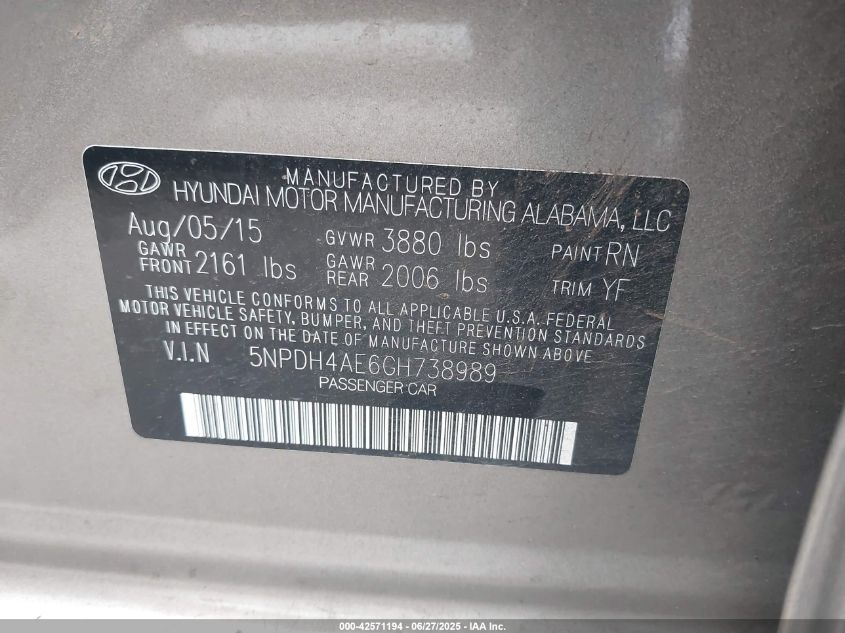 MANUFACTURED BY
HYUNDAI MOTOR MANUFACTURING ALABAMA, LLC
Aug/05/15 GVWR 3880 lbs PAINT RN
GAWR FRONT 2161 lbs GAWR REAR 2006 lbs TRIM YF
THIS VEHICLE CONFORMS TO ALL APPLICABLE U.S.A. FEDERAL
MOTOR VEHICLE SAFETY, BUMPER, AND THEFT PREVENTION STANDARDS
IN EFFECT ON THE DATE OF MANUFACTURE SHOWN ABOVE
V.I.N 5NPDH4AE6GH738989
PASSENGER CAR
000-42571194 - 06/27/2025 - IAA Inc.